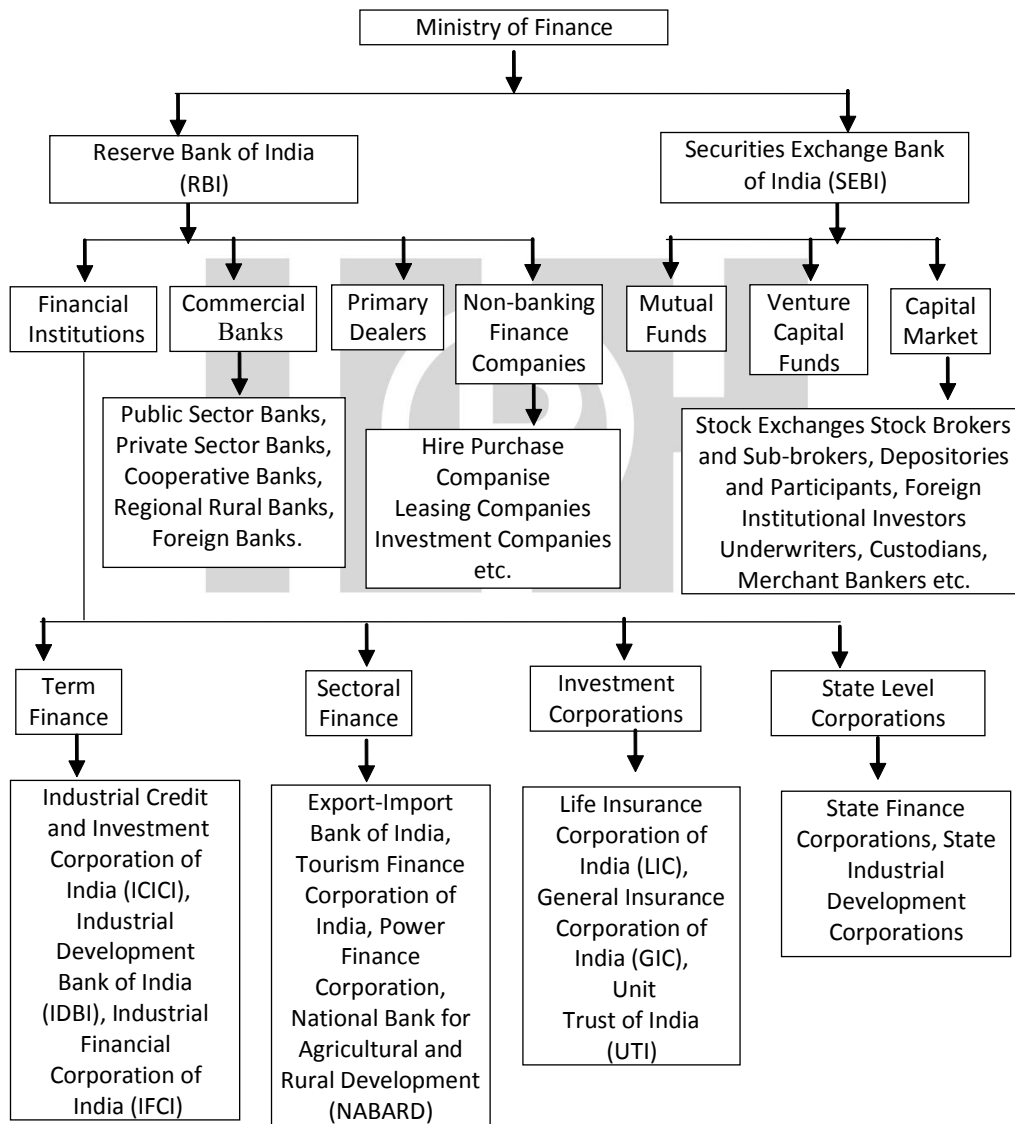 Ministry of Finance
Reserve Bank of India
(RBI)
Securities Exchange Bank
of India (SEBI)
Financial
Institutions
Commercial
Banks
Primary
Dealers
Non-banking
Finance
Companies
Mutual
Funds
Venture
Capital
Funds
Capital
Market
Public Sector Banks,
Private Sector Banks,
Cooperative Banks,
Regional Rural Banks,
Foreign Banks.
Hire Purchase
Companise
Leasing Companies
Investment Companies
etc.
Stock Exchanges Stock Brokers
and Sub-brokers, Depositories
and Participants, Foreign
Institutional Investors
Underwriters, Custodians,
Merchant Bankers etc.
Term
Finance
Sectoral
Finance
Investment
Corporations
State Level
Corporations
Industrial Credit
and Investment
Corporation of
India (ICICI),
Industrial
Development
Bank of India
(IDBI), Industrial
Financial
Corporation of
India (IFCI)
Export-Import
Bank of India,
Tourism Finance
Corporation of
India, Power
Finance
Corporation,
National Bank for
Agricultural and
Rural Development
(NABARD)
Life Insurance
Corporation of
India (LIC),
General Insurance
Corporation of
India (GIC),
Unit
Trust of India
(UTI)
State Finance
Corporations, State
Industrial
Development
Corporations